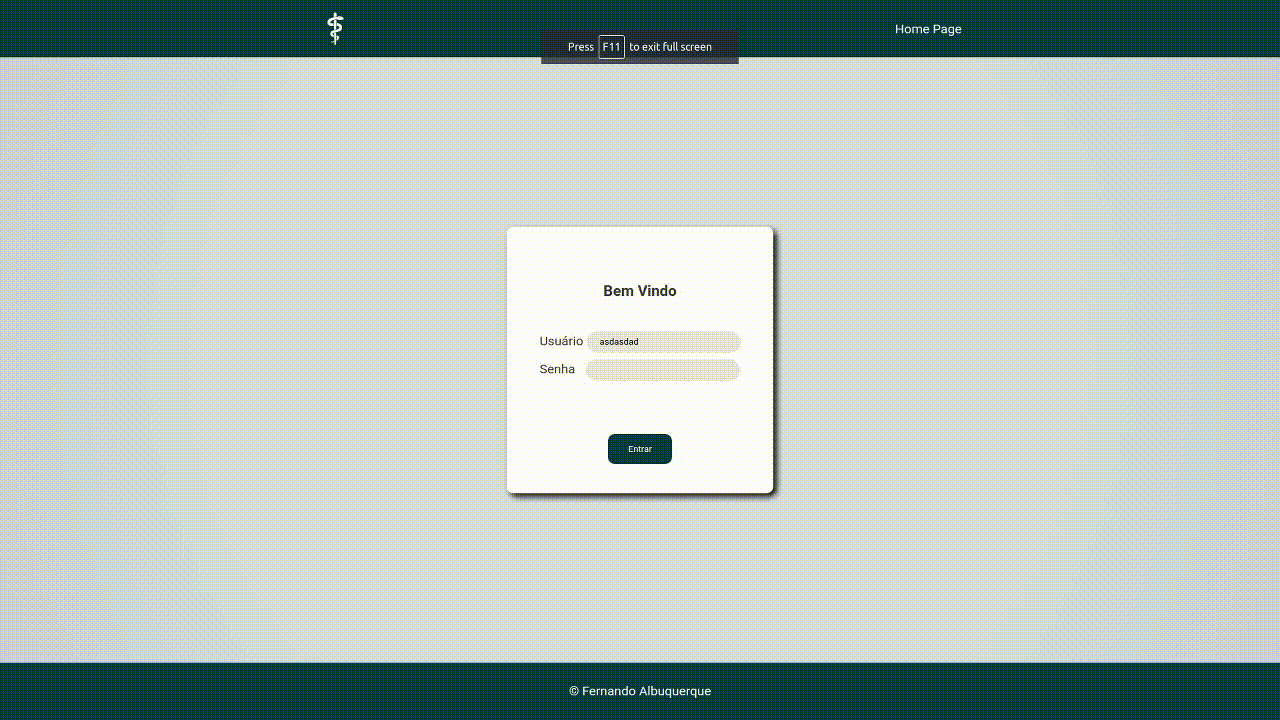 Home Page
Press F11 to exit full screen
Bem Vindo
Usuário asdasdad
Senha
Entrar
© Fernando Albuquerque